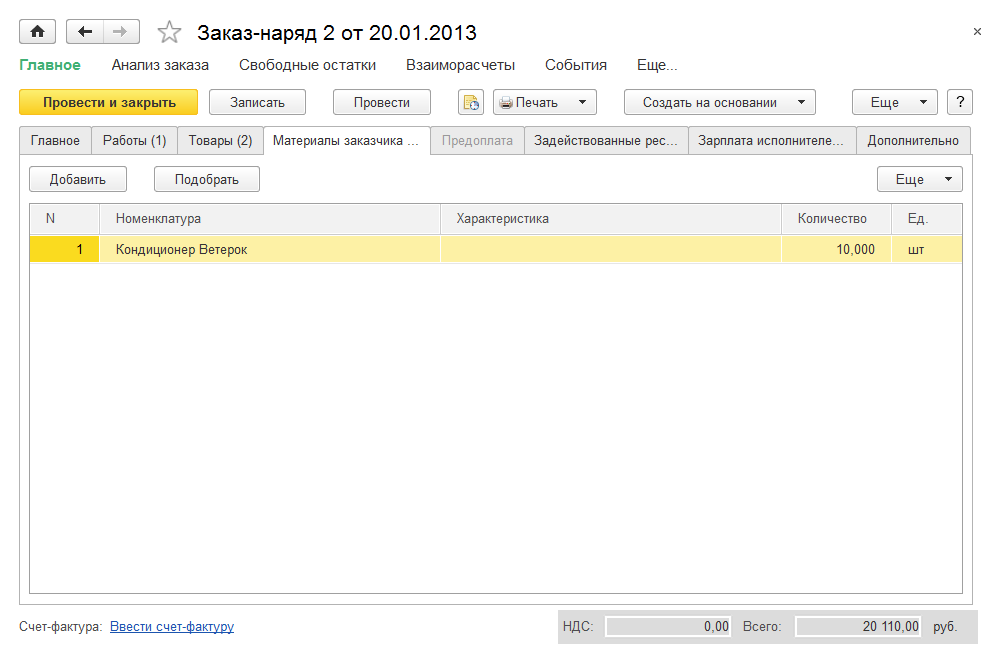 Заказ-наряд 2 от 20.01.2013
×
Главное Анализ заказа Свободные остатки Взаиморасчеты События Еще...
Провести и закрыть Записать Провести Печать Создать на основании Еще ?
Главное Работы (1) Товары (2) Материалы заказчика ... Предоплата Задействованные рес... Зарплата исполнителе... Дополнительно
Добавить Подобрать Еще
N Номенклатура Характеристика Количество Ед.
1 Кондиционер Ветерок 10,000 шт
Счет-фактура: Ввести счет-фактуру НДС: 0,00 Всего: 20 110,00 руб.